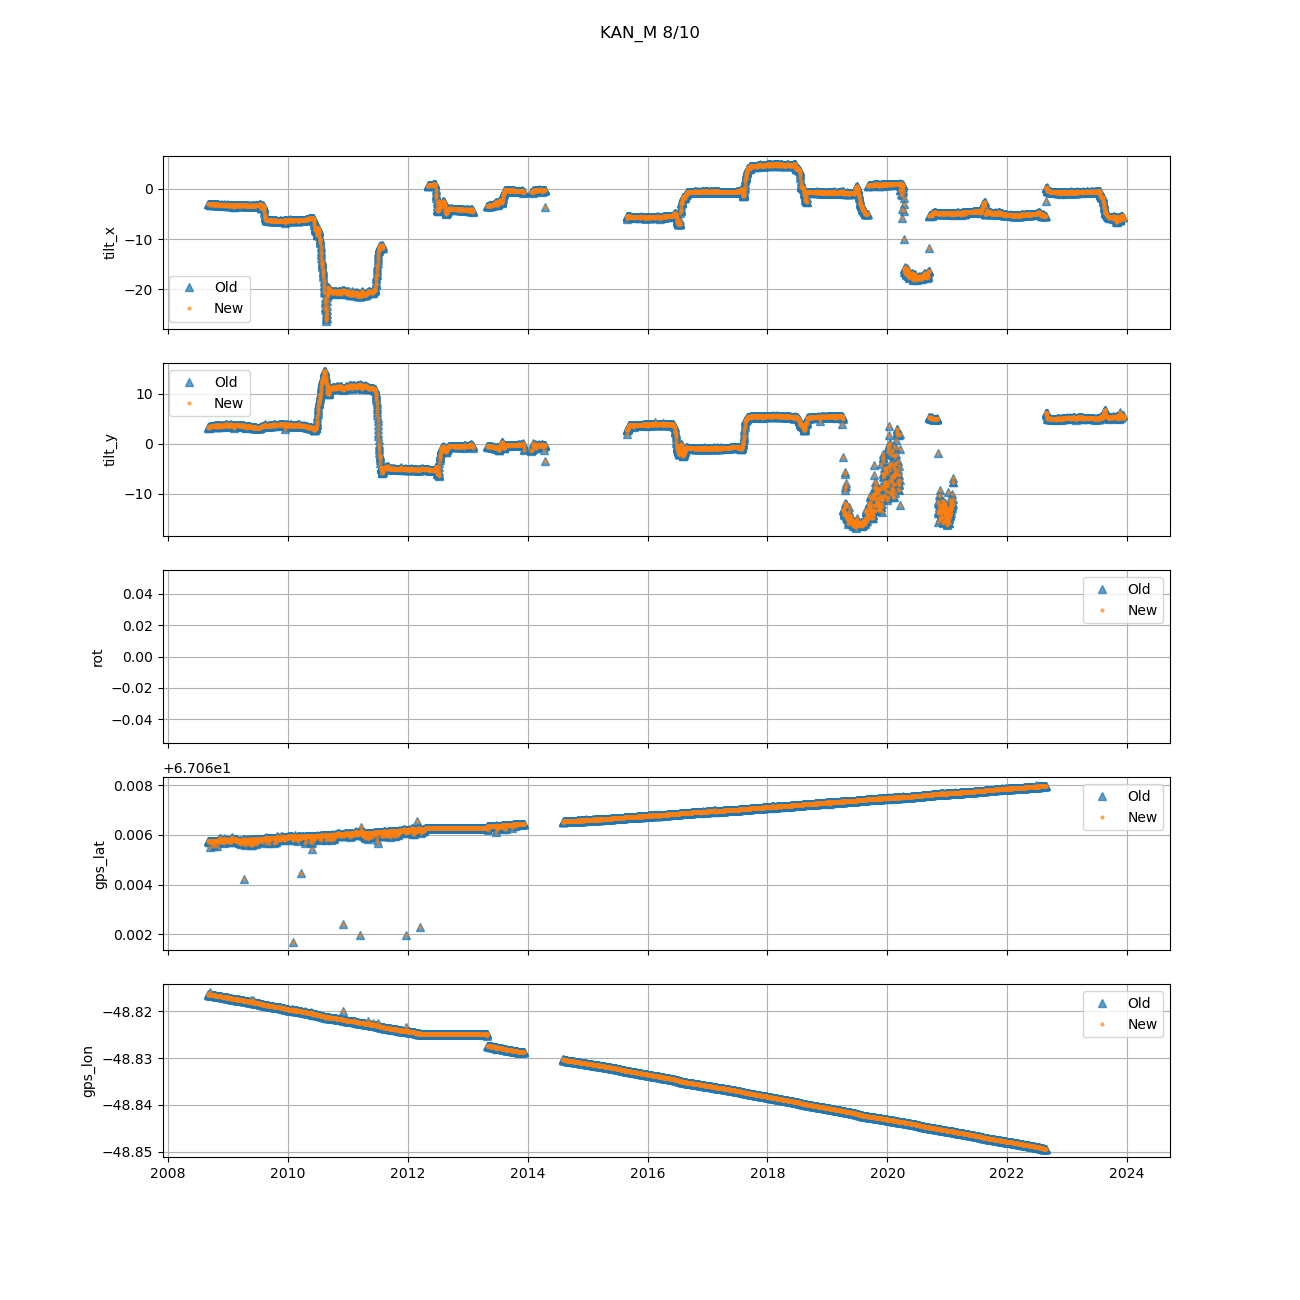 KAN_M 8/10
0
−10
−20
tilt_x
Old
New
10
0
−10
tilt_y
Old
New
0.04
0.02
0.00
−0.02
−0.04
rot
Old
New
+6.706e1
0.008
0.006
0.004
0.002
gps_lat
Old
New
−48.82
−48.83
−48.84
−48.85
gps_lon
Old
New
2008 2010 2012 2014 2016 2018 2020 2022 2024